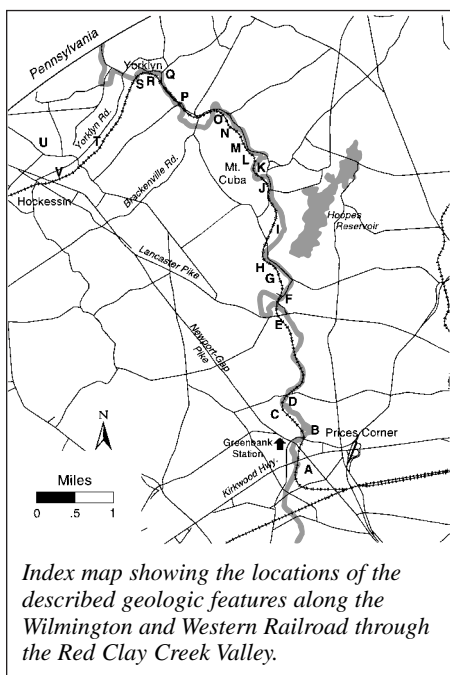 Pennsylvania
Yorklyn
Q
S
R
P
Yorklyn Rd.
U
T
O
N
M
L
K
Mt.
Cuba
J
V
Hockessin
Brackenville Rd.
Hoopes
Reservoir
I
Lancaster Pike
H
G
F
E
Newport-Gap
Pike
N
D
C
B
Prices Corner
Greenbank
Station
Kirkwood Hwy.
A
Miles
0 .5 1
Index map showing the locations of the
described geologic features along the
Wilmington and Western Railroad through
the Red Clay Creek Valley.